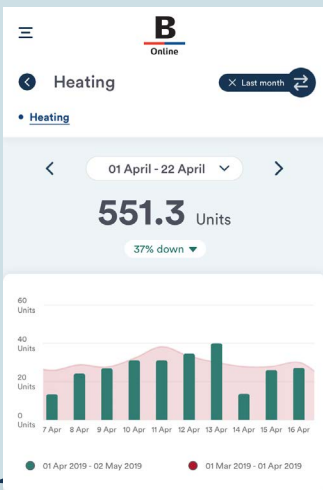 B
Online
Heating
× Last month
Heating
01 April - 22 April
551.3 Units
37% down
60
Units
40
Units
20
Units
0
Units
7 Apr 8 Apr 9 Apr 10 Apr 11 Apr 12 Apr 13 Apr 14 Apr 15 Apr 16 Apr
01 Apr 2019 - 02 May 2019 01 Mar 2019 - 01 Apr 2019